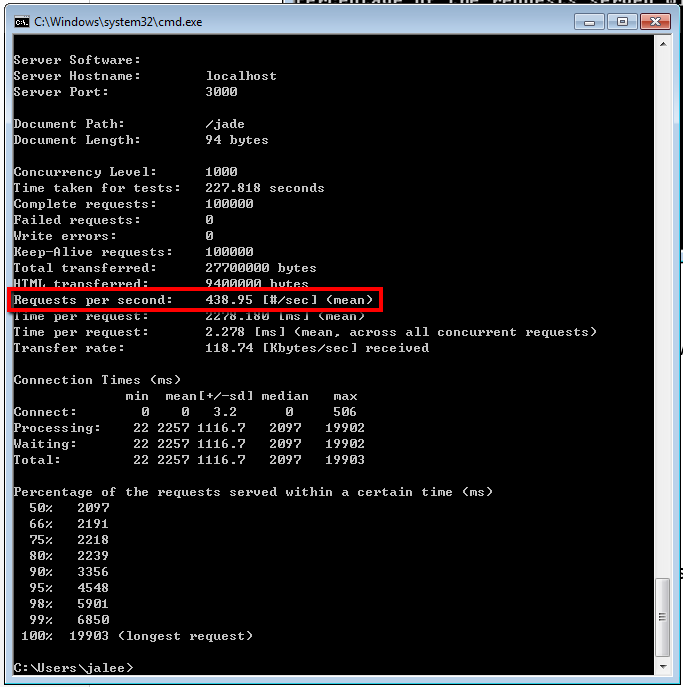 C:\Windows\system32\cmd.exe
Server Software:
Server Hostname: localhost
Server Port: 3000
Document Path: /jade
Document Length: 94 bytes
Concurrency Level: 1000
Time taken for tests: 227.818 seconds
Complete requests: 100000
Failed requests: 0
Write errors: 0
Keep-Alive requests: 100000
Total transferred: 27700000 bytes
HTML transferred: 9400000 bytes
Requests per second: 438.95 [#/sec] (mean)
Time per request: 2278.180 [ms] (mean)
Time per request: 2.278 [ms] (mean, across all concurrent requests)
Transfer rate: 118.74 [Kbytes/sec] received
Connection Times (ms)
min mean[+/-sd] median max
Connect: 0 0 3.2 0 506
Processing: 22 2257 1116.7 2097 19902
Waiting: 22 2257 1116.7 2097 19902
Total: 22 2257 1116.7 2097 19903
Percentage of the requests served within a certain time (ms)
50% 2097
66% 2191
75% 2218
80% 2239
90% 3356
95% 4548
98% 5901
99% 6850
100% 19903 (longest request)
C:\Users\jalee>